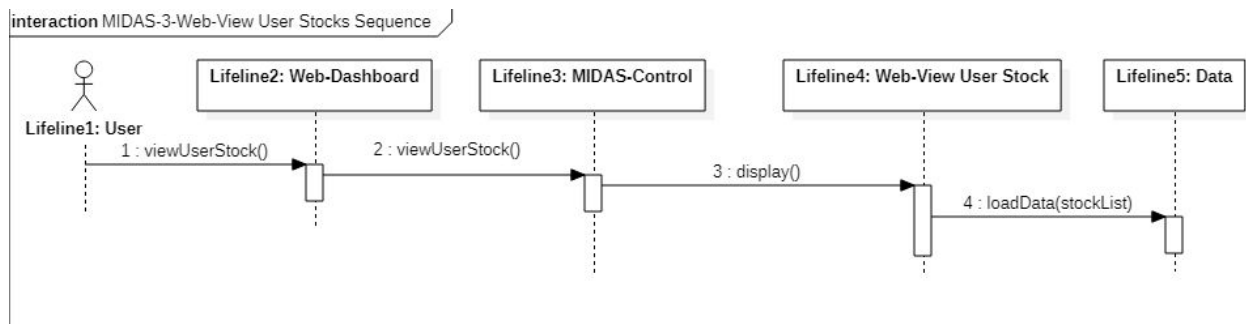 interaction MIDAS-3-Web-View User Stocks Sequence
Lifeline2: Web-Dashboard
Lifeline3: MIDAS-Control
Lifeline4: Web-View User Stock
Lifeline5: Data
Lifeline1: User
1 : viewUserStock()
2 : viewUserStock()
3 : display()
4 : loadData(stockList)